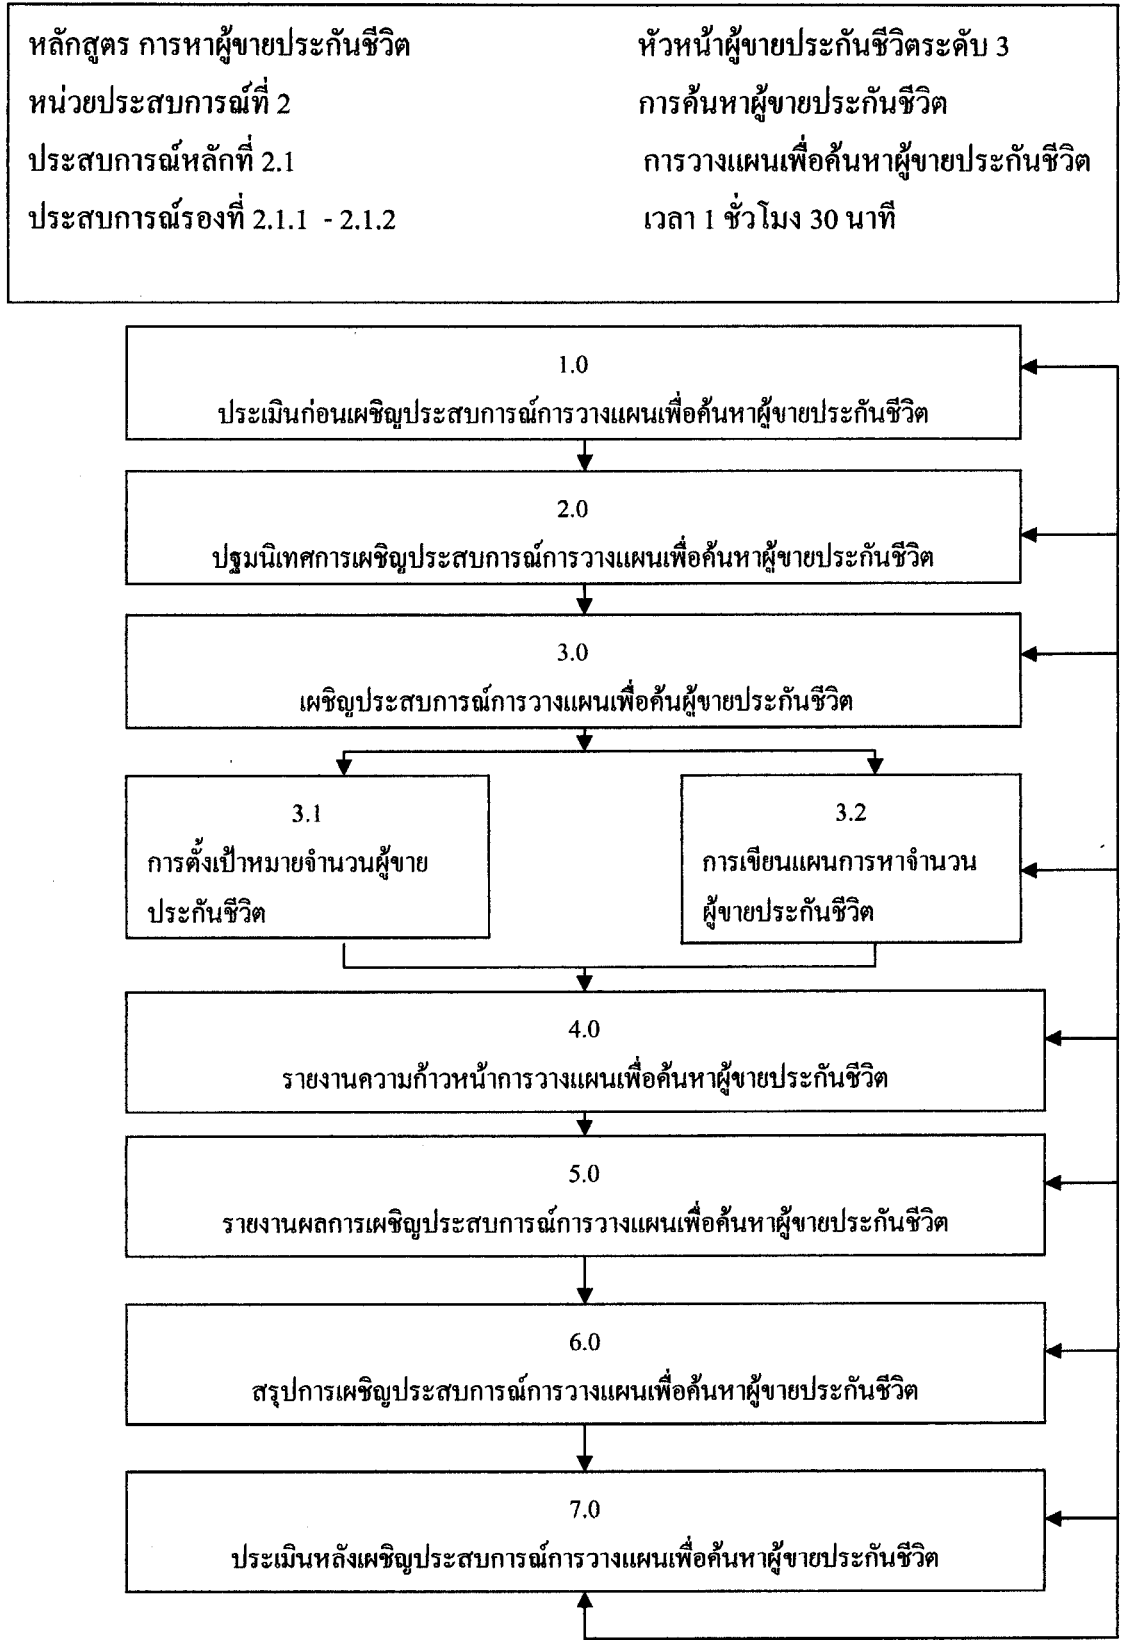 หลักสูตร การหาผู้ขายประกันชีวิต หัวหน้าผู้ขายประกันชีวิตระดับ 3
หน่วยประสบการณ์ที่ 2 การค้นหาผู้ขายประกันชีวิต
ประสบการณ์หลักที่ 2.1 การวางแผนเพื่อค้นหาผู้ขายประกันชีวิต
ประสบการณ์รองที่ 2.1.1 - 2.1.2 เวลา 1 ชั่วโมง 30 นาที
1.0
ประเมินก่อนเผชิญประสบการณ์การวางแผนเพื่อค้นหาผู้ขายประกันชีวิต
2.0
ปฐมนิเทศการเผชิญประสบการณ์การวางแผนเพื่อค้นหาผู้ขายประกันชีวิต
3.0
เผชิญประสบการณ์การวางแผนเพื่อค้นผู้ขายประกันชีวิต
3.1
การตั้งเป้าหมายจำนวนผู้ขาย
ประกันชีวิต
3.2
การเขียนแผนการหาจำนวน
ผู้ขายประกันชีวิต
4.0
รายงานความก้าวหน้าการวางแผนเพื่อค้นหาผู้ขายประกันชีวิต
5.0
รายงานผลการเผชิญประสบการณ์การวางแผนเพื่อค้นหาผู้ขายประกันชีวิต
6.0
สรุปการเผชิญประสบการณ์การวางแผนเพื่อค้นหาผู้ขายประกันชีวิต
7.0
ประเมินหลังเผชิญประสบการณ์การวางแผนเพื่อค้นหาผู้ขายประกันชีวิต